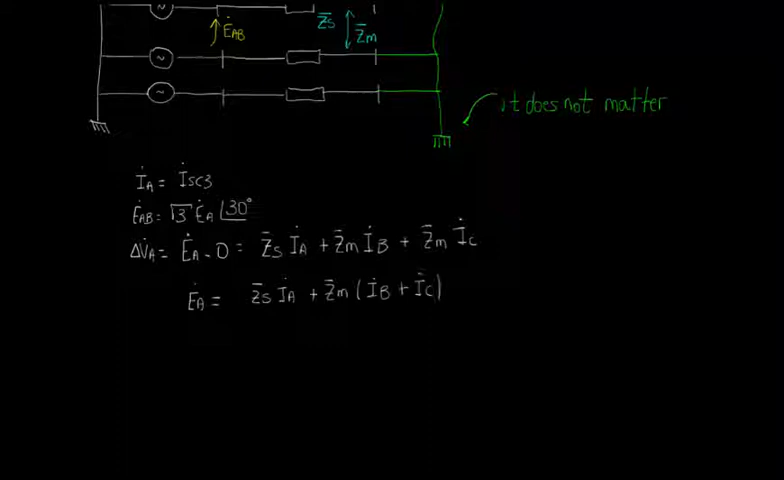 ~
Z̄s
Z̄m
ĖAB
~
~
it does not matter
İA = İsc3
ĖAB = √3 ĖA ∠30°
ΔV̇A = ĖA - 0 = Z̄s İA + Z̄m İB + Z̄m İC
ĖA = Z̄s İA + Z̄m (İB + İC)